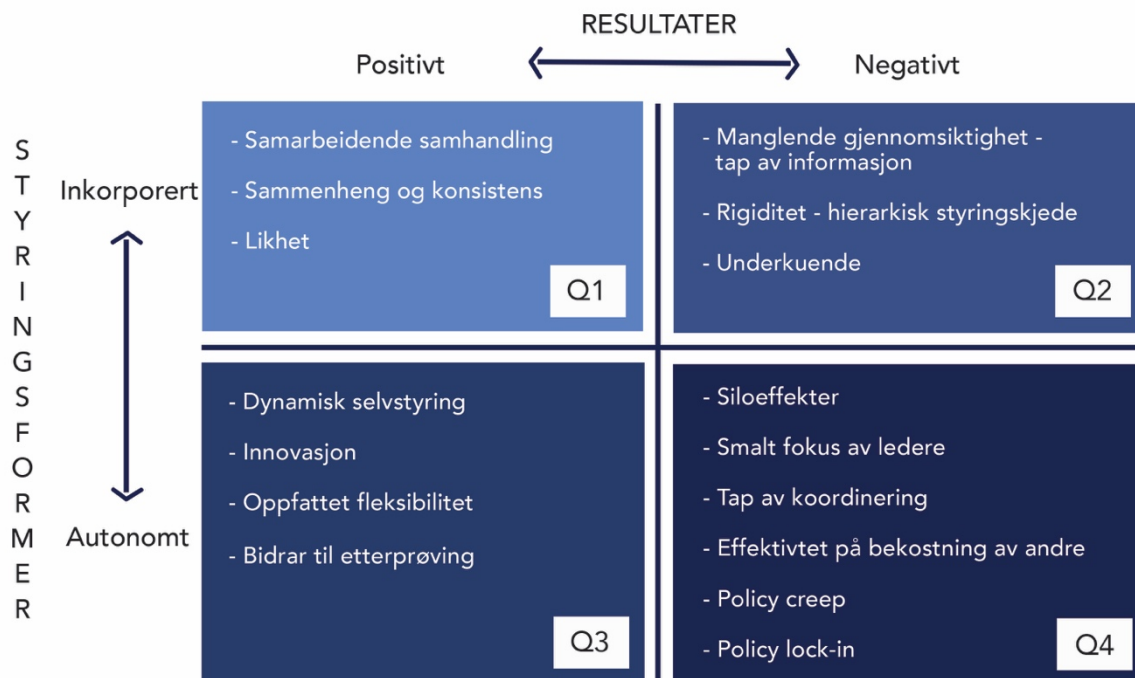 RESULTATER
Positivt
Negativt
STYRINGSFORMER
Inkorporert
Autonomt
- Samarbeidende samhandling
- Sammenheng og konsistens
- Likhet
Q1
- Manglende gjennomsiktighet -
tap av informasjon
- Rigiditet - hierarkisk styringskjede
- Underkuende
Q2
- Dynamisk selvstyring
- Innovasjon
- Oppfattet fleksibilitet
- Bidrar til etterprøving
Q3
- Siloeffekter
- Smalt fokus av ledere
- Tap av koordinering
- Effektivtet på bekostning av andre
- Policy creep
- Policy lock-in
Q4